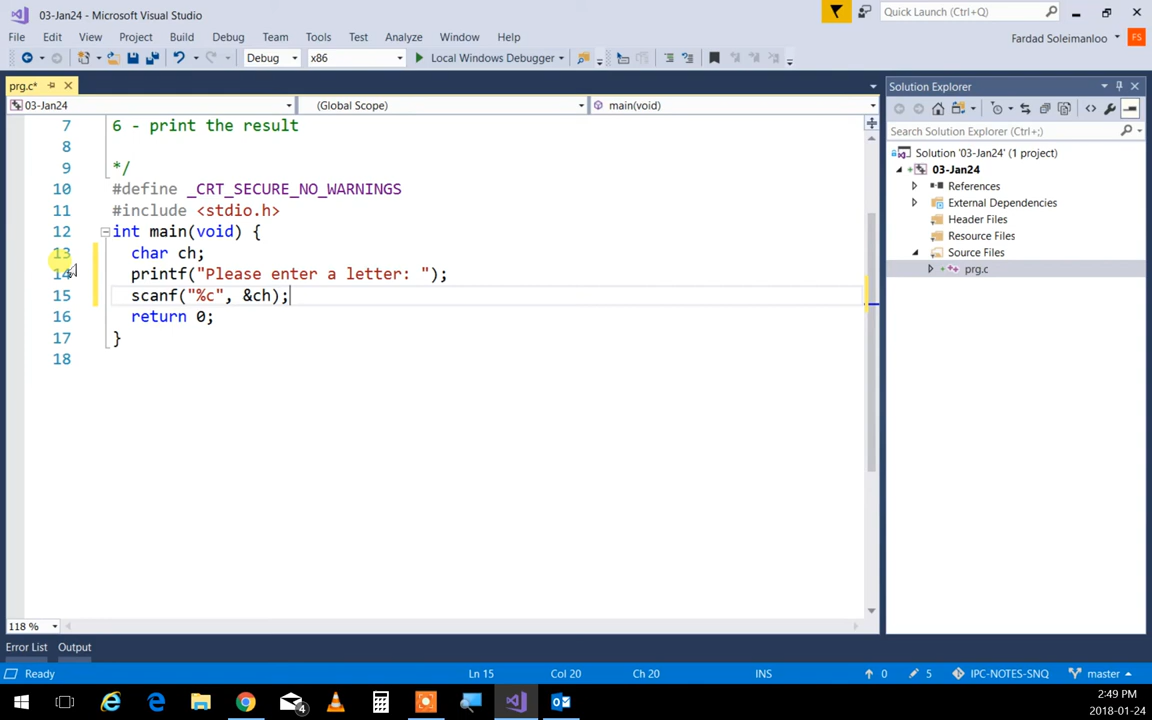 03-Jan24 - Microsoft Visual Studio
Quick Launch (Ctrl+Q)
File Edit View Project Build Debug Team Tools Test Analyze Window Help
Fardad Soleimanloo FS
Debug x86 Local Windows Debugger
prg.c*
Solution Explorer
03-Jan24 (Global Scope) main(void)
Search Solution Explorer (Ctrl+;)
Solution '03-Jan24' (1 project)
03-Jan24
References
External Dependencies
Header Files
Resource Files
Source Files
prg.c
7 6 - print the result
8
9 */
10 #define _CRT_SECURE_NO_WARNINGS
11 #include <stdio.h>
12 int main(void) {
13 char ch;
14 printf("Please enter a letter: ");
15 scanf("%c", &ch);
16 return 0;
17 }
18
118 %
Error List Output
Ready Ln 15 Col 20 Ch 20 INS 0 5 IPC-NOTES-SNQ master
4
2:49 PM
2018-01-24